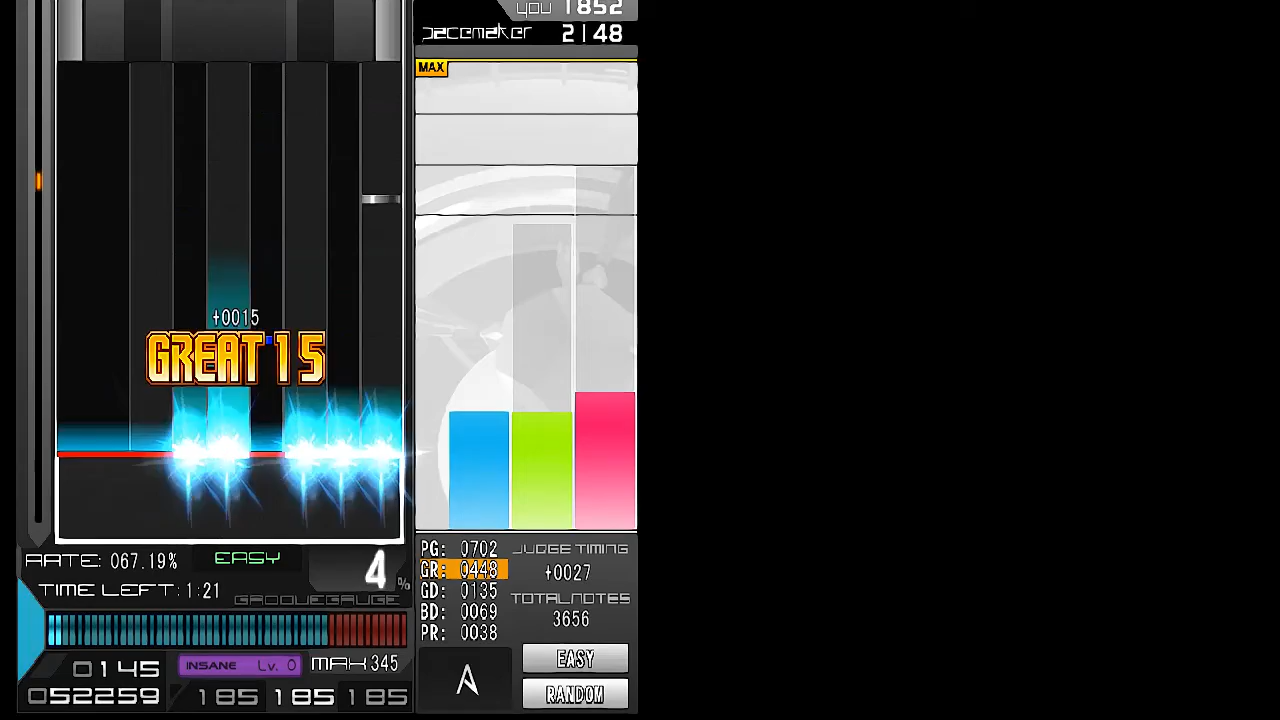 you 1852
pacemaker 2148
MAX
+0015
GREAT 15
RATE: 067.19% EASY 4%
TIME LEFT: 1:21
GROOVEGAUGE
0145 INSANE Lv. 0 MAX 345
052259 185 185 185
PG: 0702
GR: 0448
GD: 0135
BD: 0069
PR: 0038
JUDGE TIMING
+0027
TOTALNOTES
3656
A
EASY
RANDOM